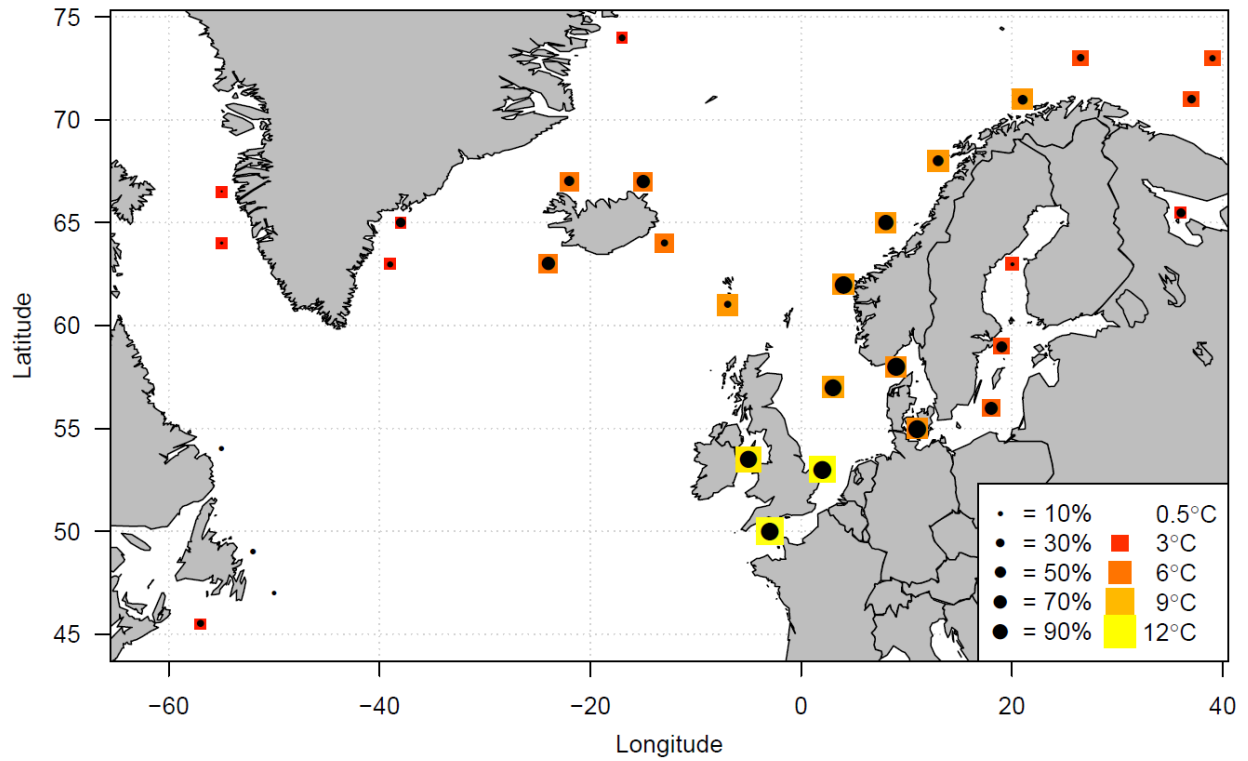 75
70
65
60
55
50
45
Latitude
= 10% 0.5°C
= 30% 3°C
= 50% 6°C
= 70% 9°C
= 90% 12°C
−60 −40 −20 0 20 40
Longitude